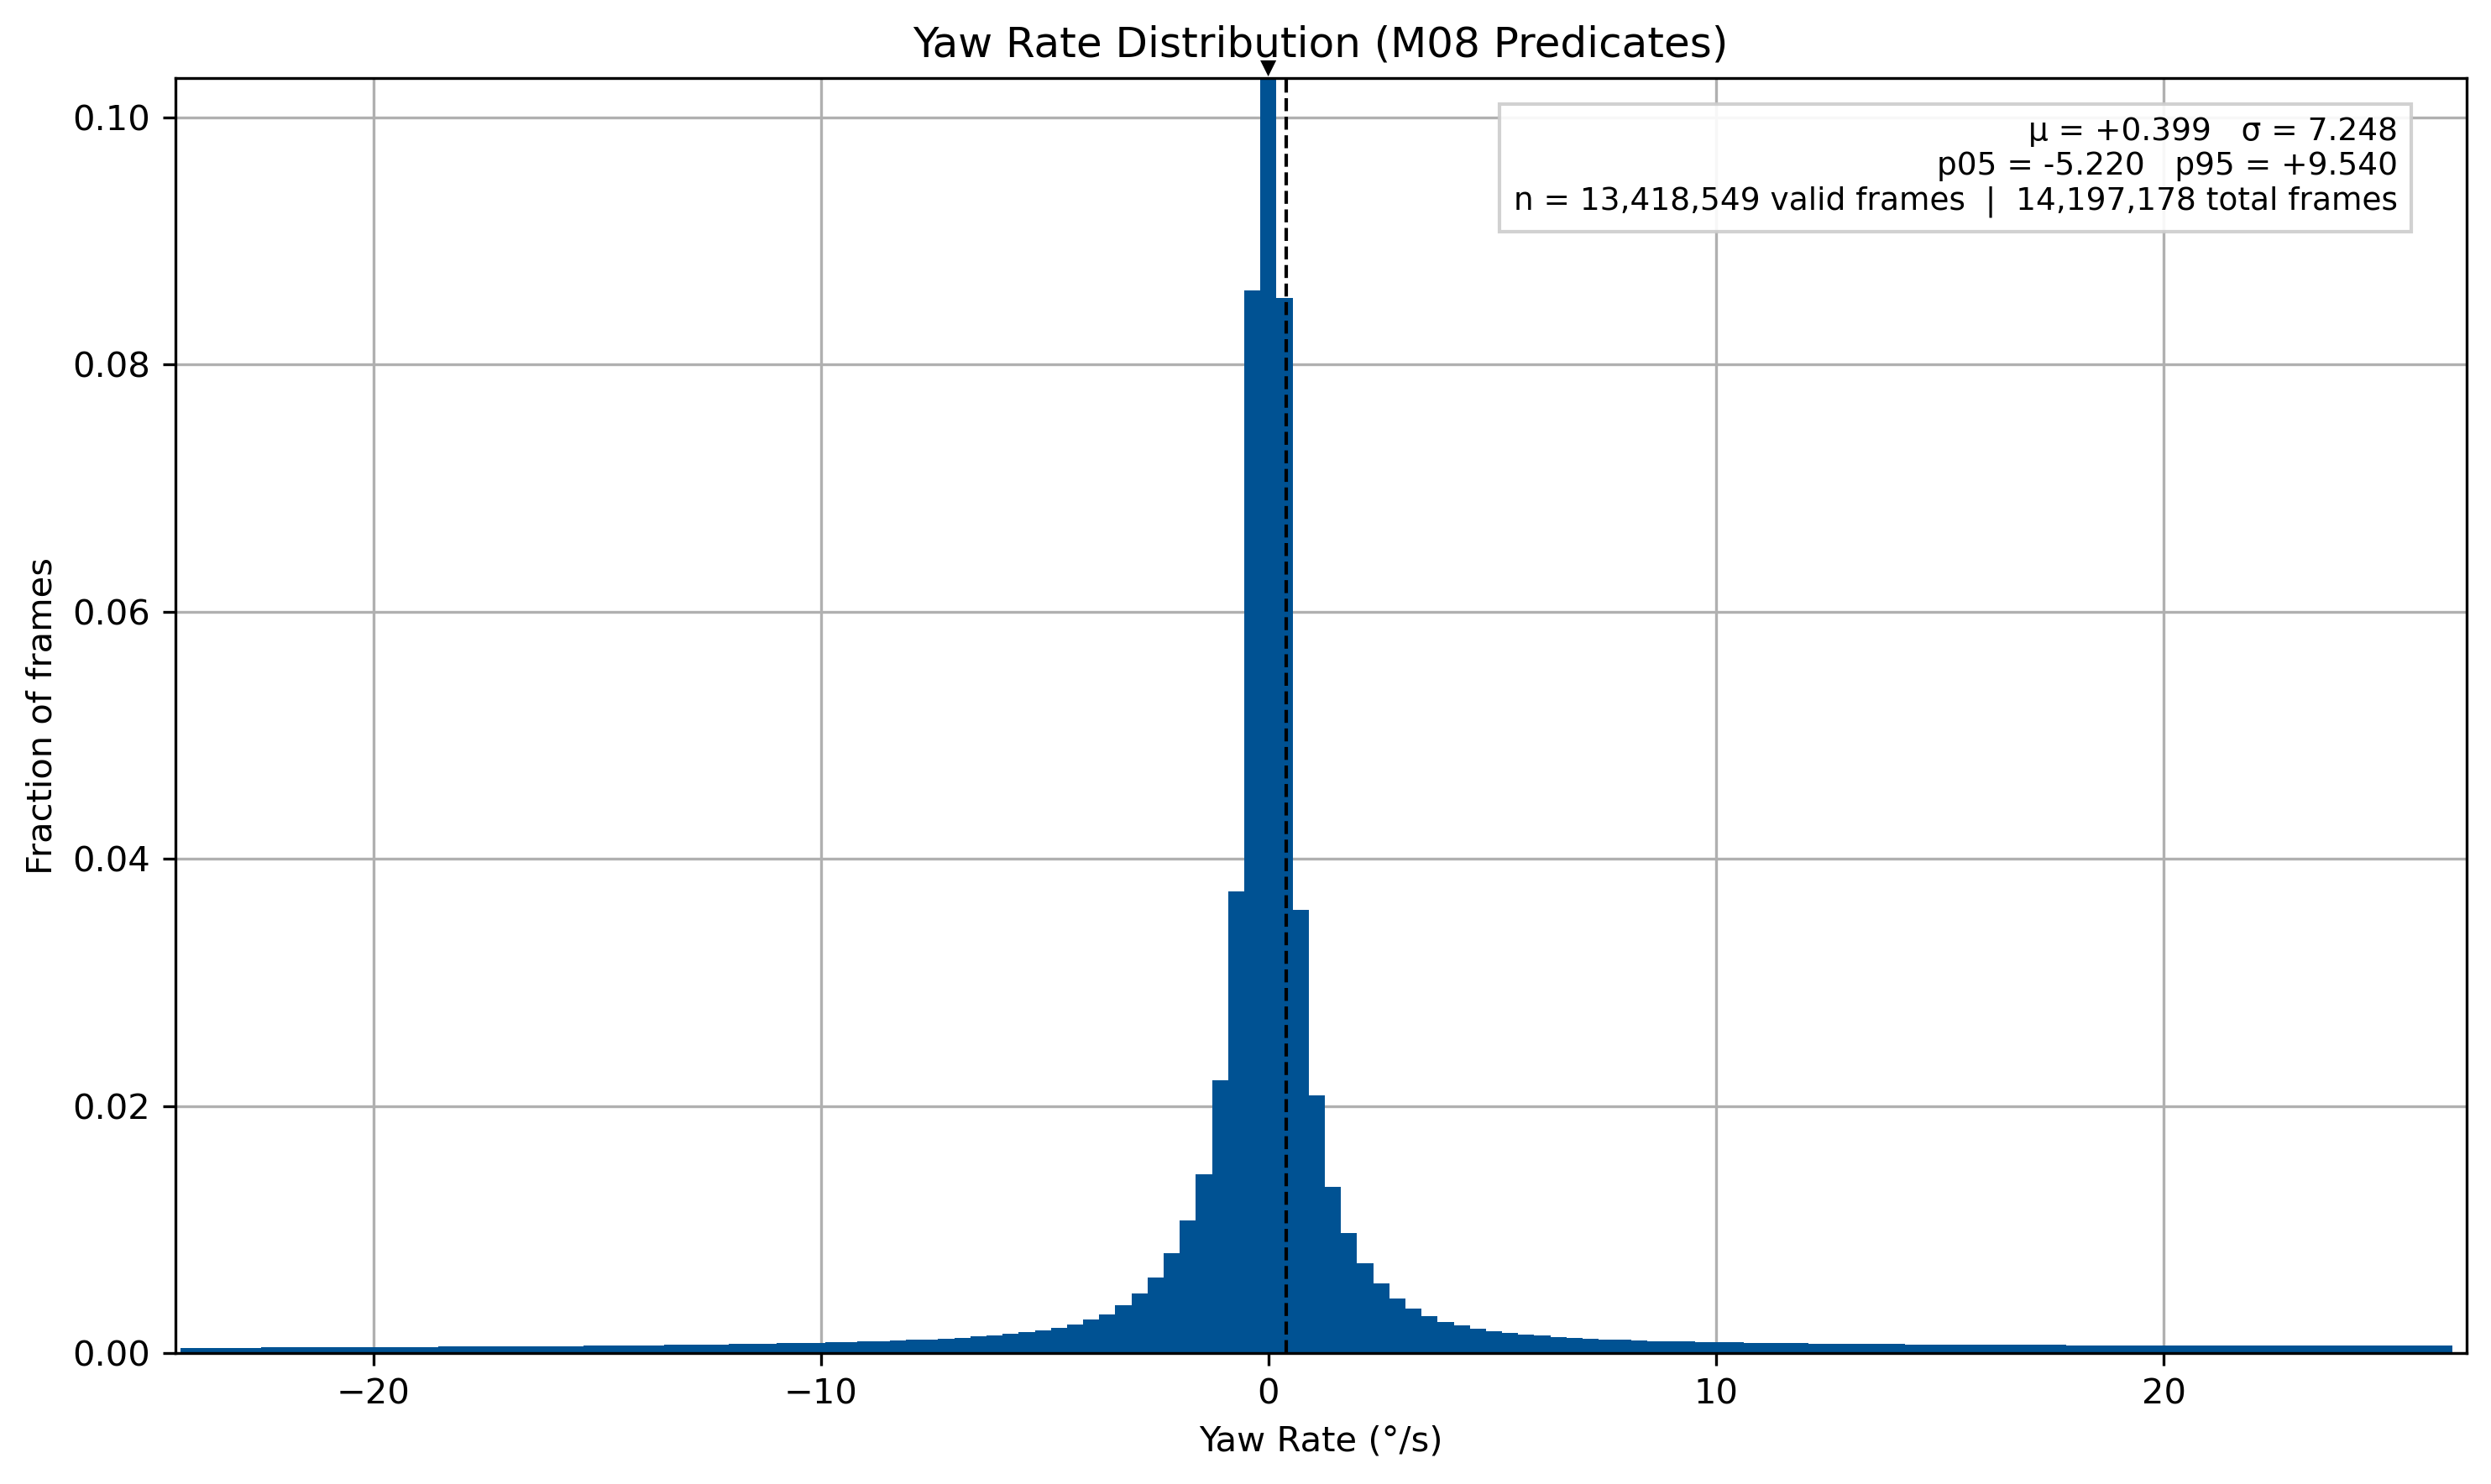 Yaw Rate Distribution (M08 Predicates)
μ = +0.399 σ = 7.248
p05 = -5.220 p95 = +9.540
n = 13,418,549 valid frames | 14,197,178 total frames
0.10
0.08
0.06
0.04
0.02
0.00
Fraction of frames
−20 −10 0 10 20
Yaw Rate (°/s)